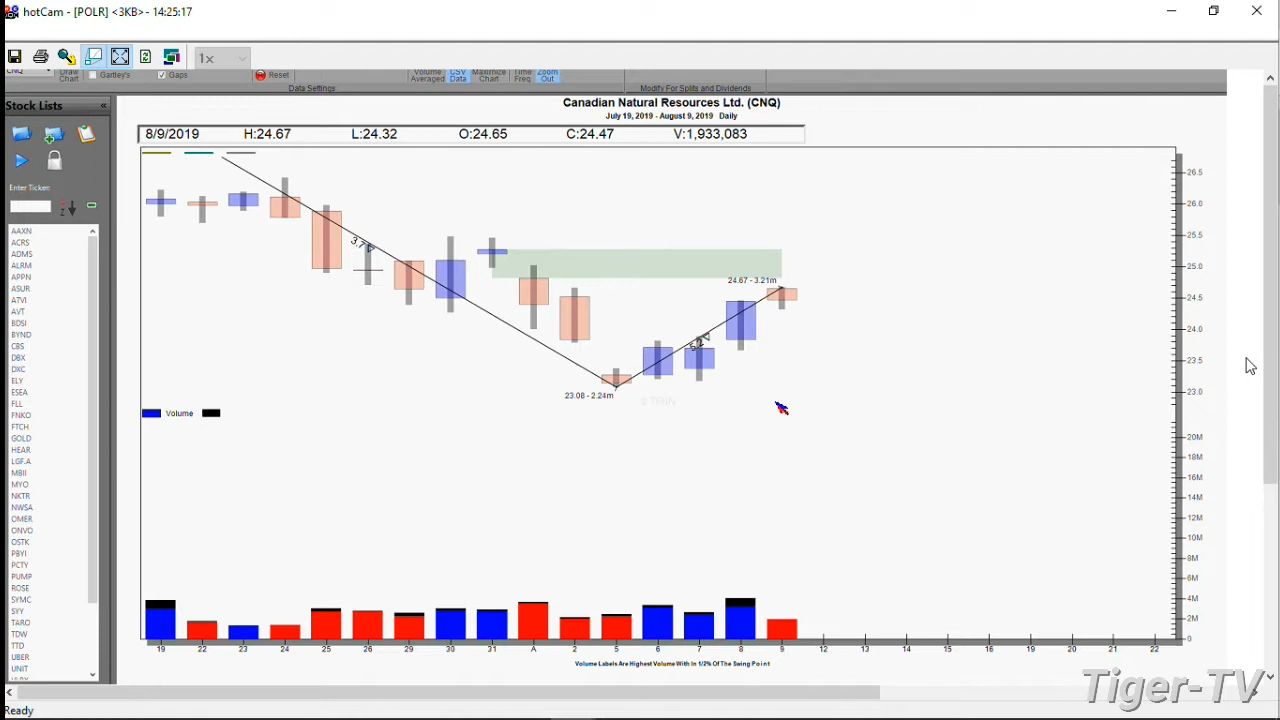 hotCam - [POLR] <3KB> - 14:25:17
1x
CNQ Draw Chart Gartley's Gaps Reset Volume Averaged CSV Data Maximize Chart Time Freq Zoom Out
Data Settings Modify For Splits and Dividends
Stock Lists «
Canadian Natural Resources Ltd. (CNQ)
July 19, 2019 - August 9, 2019 Daily
8/9/2019 H:24.67 L:24.32 O:24.65 C:24.47 V:1,933,083
Enter Ticker:
AAXN
ACRS
ADMS
ALRM
APPN
ASUR
ATVI
AVT
BDSI
BYND
CBS
DBX
DXC
ELY
ESEA
FLL
FNKO
FTCH
GOLD
HEAR
LGF.A
MBII
MYO
NKTR
NWSA
OMER
ONVO
OSTK
PBYI
PCTY
PUMP
ROSE
SYMC
SYY
TARO
TDW
TTD
UBER
UNIT
26.5
26.0
25.5
25.0
24.5
24.0
23.5
23.0
24.67 - 3.21m
23.08 - 2.24m
Volume
20M
18M
16M
14M
12M
10M
8M
6M
4M
2M
0
19 22 23 24 25 26 29 30 31 A 2 5 6 7 8 9 12 13 14 15 16 19 20 21 22
Volume Labels Are Highest Volume With In 1/2% Of The Swing Point
Tiger-TV
Ready